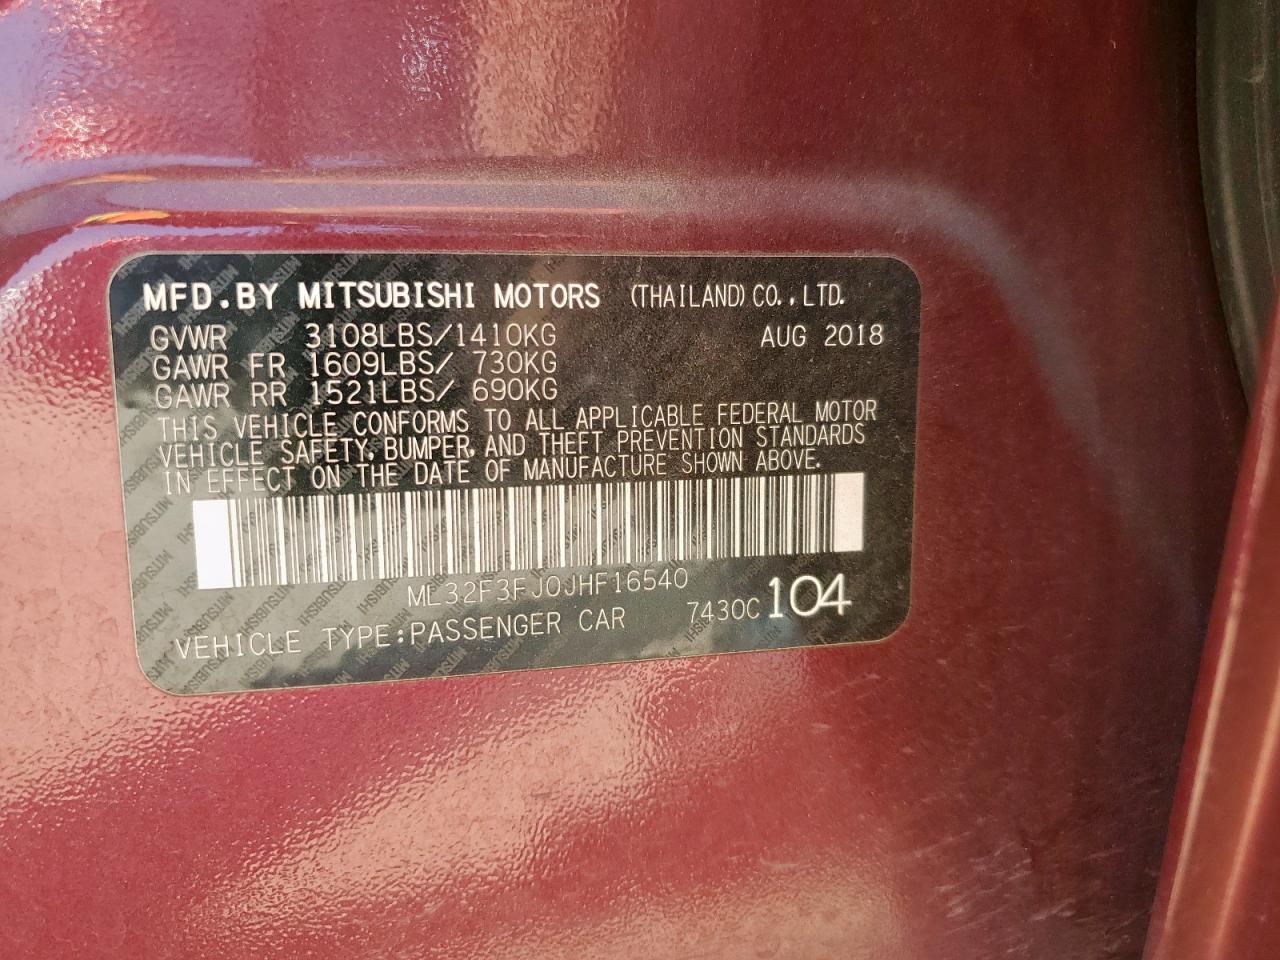 MFD.BY MITSUBISHI MOTORS (THAILAND) CO.,LTD.
GVWR 3108LBS/1410KG AUG 2018
GAWR FR 1609LBS/ 730KG
GAWR RR 1521LBS/ 690KG
THIS VEHICLE CONFORMS TO ALL APPLICABLE FEDERAL MOTOR
VEHICLE SAFETY, BUMPER, AND THEFT PREVENTION STANDARDS
IN EFFECT ON THE DATE OF MANUFACTURE SHOWN ABOVE.
ML32F3FJ0JHF16540
VEHICLE TYPE:PASSENGER CAR 7430C 104